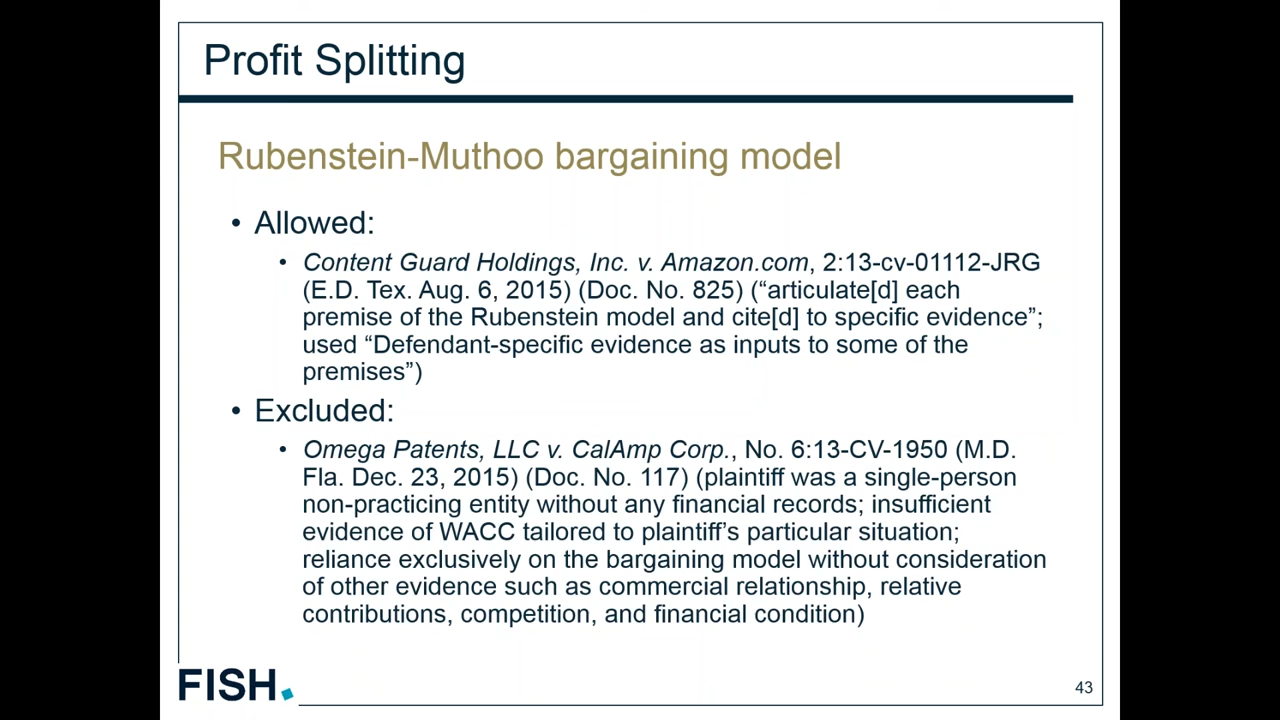 Profit Splitting
Rubenstein-Muthoo bargaining model
• Allowed:
• Content Guard Holdings, Inc. v. Amazon.com, 2:13-cv-01112-JRG
(E.D. Tex. Aug. 6, 2015) (Doc. No. 825) (“articulate[d] each
premise of the Rubenstein model and cite[d] to specific evidence”;
used “Defendant-specific evidence as inputs to some of the
premises”)
• Excluded:
• Omega Patents, LLC v. CalAmp Corp., No. 6:13-CV-1950 (M.D.
Fla. Dec. 23, 2015) (Doc. No. 117) (plaintiff was a single-person
non-practicing entity without any financial records; insufficient
evidence of WACC tailored to plaintiff’s particular situation;
reliance exclusively on the bargaining model without consideration
of other evidence such as commercial relationship, relative
contributions, competition, and financial condition)
FISH.
43